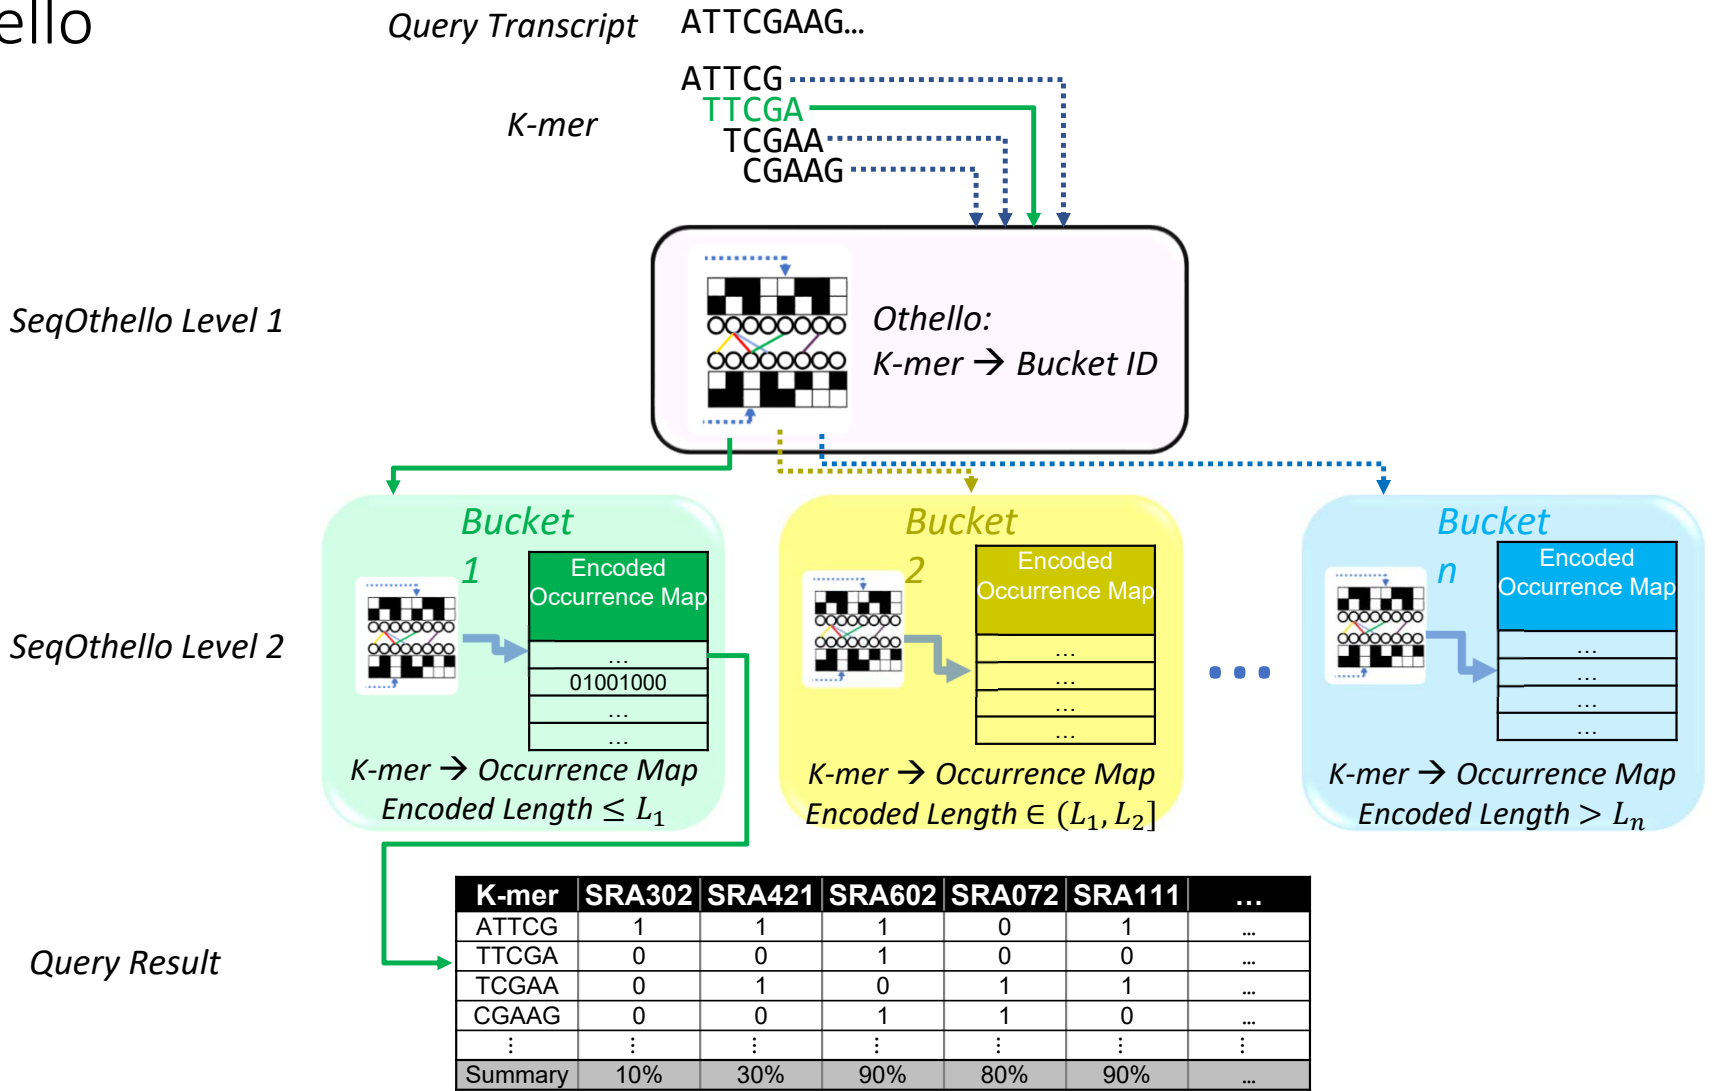 ello
Query Transcript ATTCGAAG…
ATTCG
TTCGA
K-mer
TCGAA
CGAAG
SeqOthello Level 1
Othello:
K-mer → Bucket ID
SeqOthello Level 2
Bucket 1
Encoded
Occurrence Map
…
01001000
…
…
K-mer → Occurrence Map
Encoded Length ≤ L₁
Bucket 2
Encoded
Occurrence Map
…
…
…
…
K-mer → Occurrence Map
Encoded Length ∈ (L₁, L₂]
...
Bucket n
Encoded
Occurrence Map
…
…
…
…
K-mer → Occurrence Map
Encoded Length > Lₙ
Query Result
K-mer SRA302 SRA421 SRA602 SRA072 SRA111 …
ATTCG 1 1 1 0 1 …
TTCGA 0 0 1 0 0 …
TCGAA 0 1 0 1 1 …
CGAAG 0 0 1 1 0 …
⋮ ⋮ ⋮ ⋮ ⋮ ⋮ ⋮
Summary 10% 30% 90% 80% 90% …